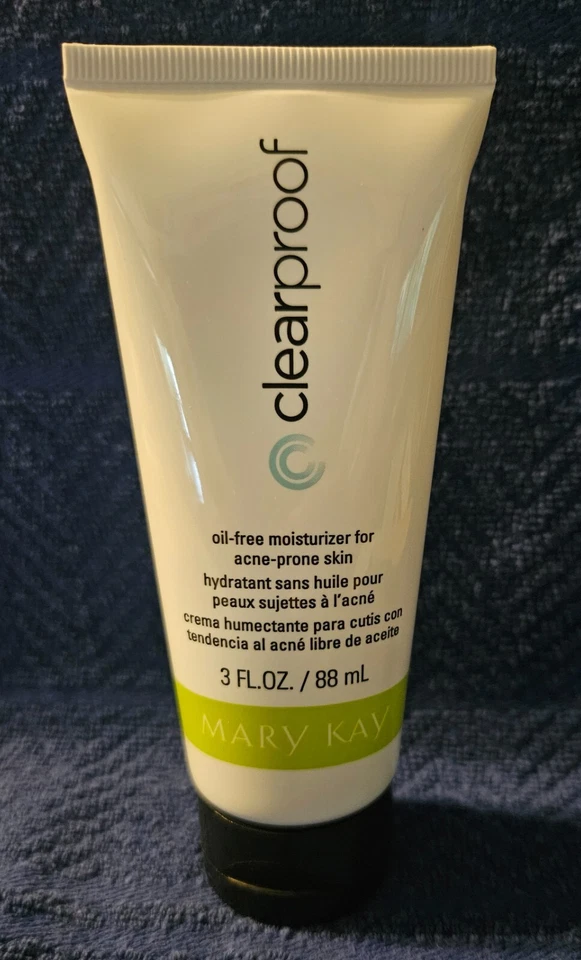 clearproof
oil-free moisturizer for
acne-prone skin
hydratant sans huile pour
peaux sujettes à l'acné
crema humectante para cutis con
tendencia al acné libre de aceite
3 FL.OZ. / 88 mL
MARY KAY